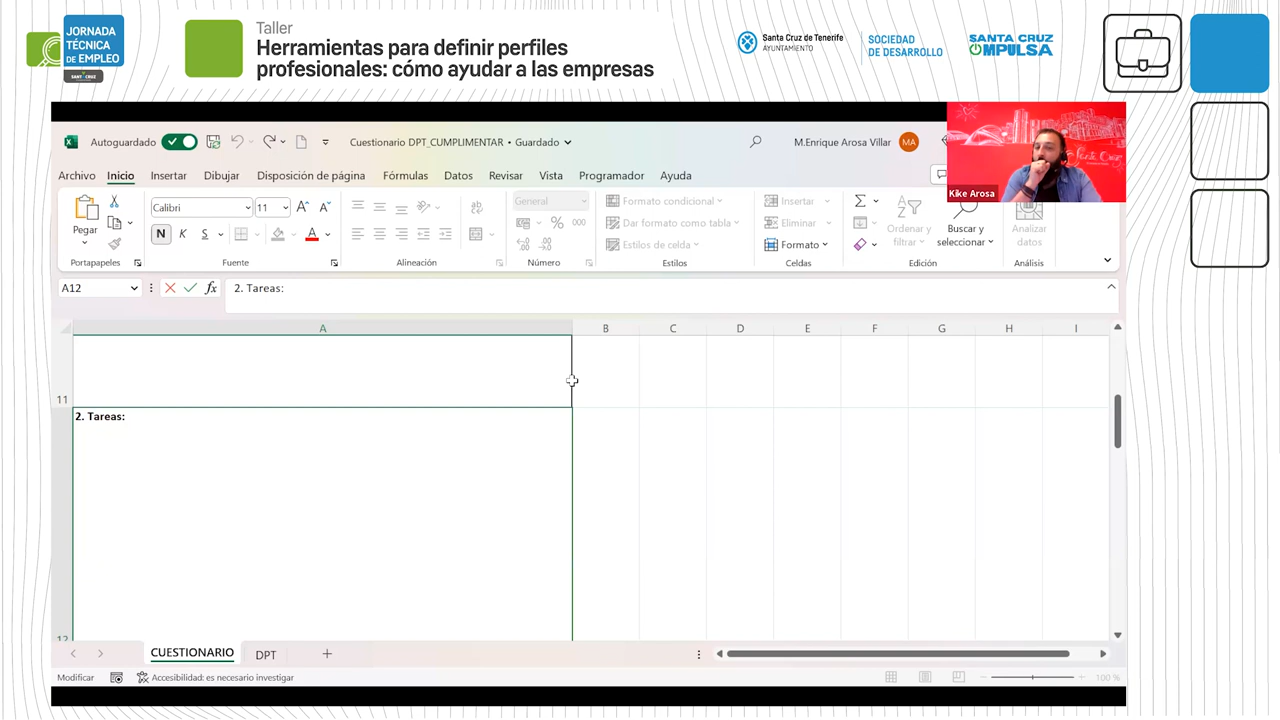 JORNADA
TÉCNICA
DE EMPLEO
Taller
Herramientas para definir perfiles
profesionales: cómo ayudar a las empresas
Santa Cruz de Tenerife
AYUNTAMIENTO
SOCIEDAD
DE DESARROLLO
SANTA CRUZ
Autoguardado
Cuestionario DPT_CUMPLIMENTAR • Guardado
M.Enrique Arosa Villar
MA
Archivo Inicio Insertar Dibujar Disposición de página Fórmulas Datos Revisar Vista Programador Ayuda
Kike Arosa
Pegar
Calibri 11
N K S
General
% 000
Formato condicional
Dar formato como tabla
Estilos de celda
Insertar
Eliminar
Formato
Ordenar y
filtrar
Buscar y
seleccionar
Analizar
datos
Portapapeles Fuente Alineación Número Estilos Celdas Edición Análisis
A12 fx 2. Tareas:
A B C D E F G H I
11
2. Tareas:
12
CUESTIONARIO DPT
Modificar Accesibilidad: es necesario investigar 100 %